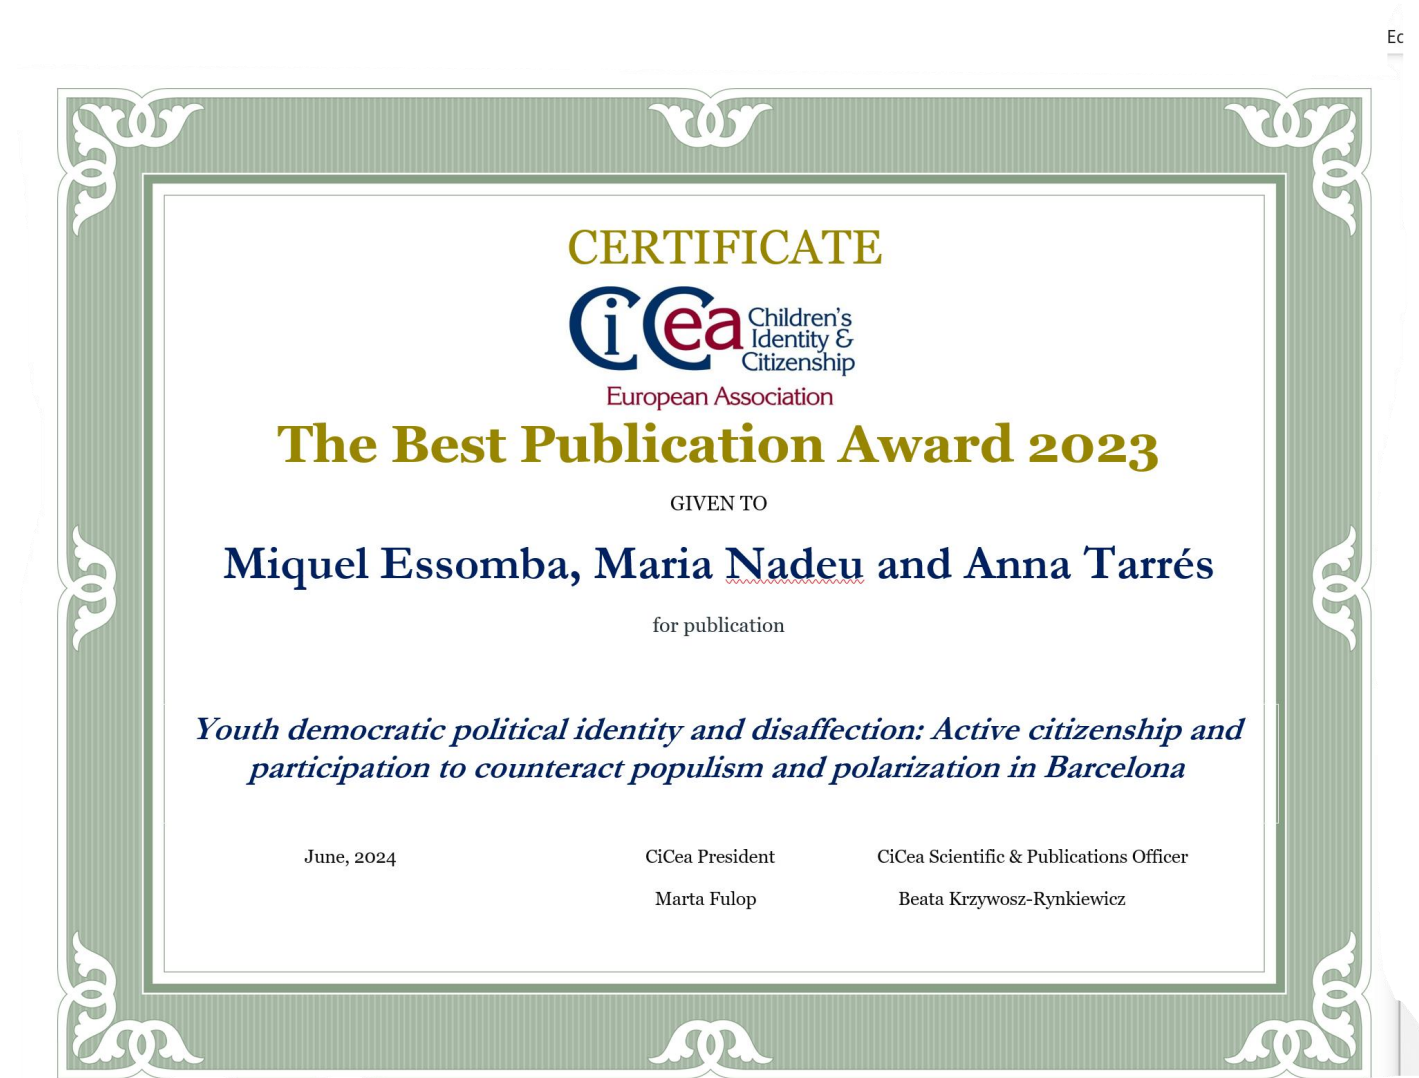 Ec
CERTIFICATE
CiCea Children's
Identity &
Citizenship
European Association
The Best Publication Award 2023
GIVEN TO
Miquel Essomba, Maria Nadeu and Anna Tarrés
for publication
Youth democratic political identity and disaffection: Active citizenship and
participation to counteract populism and polarization in Barcelona
June, 2024 CiCea President CiCea Scientific & Publications Officer
Marta Fulop Beata Krzywosz-Rynkiewicz